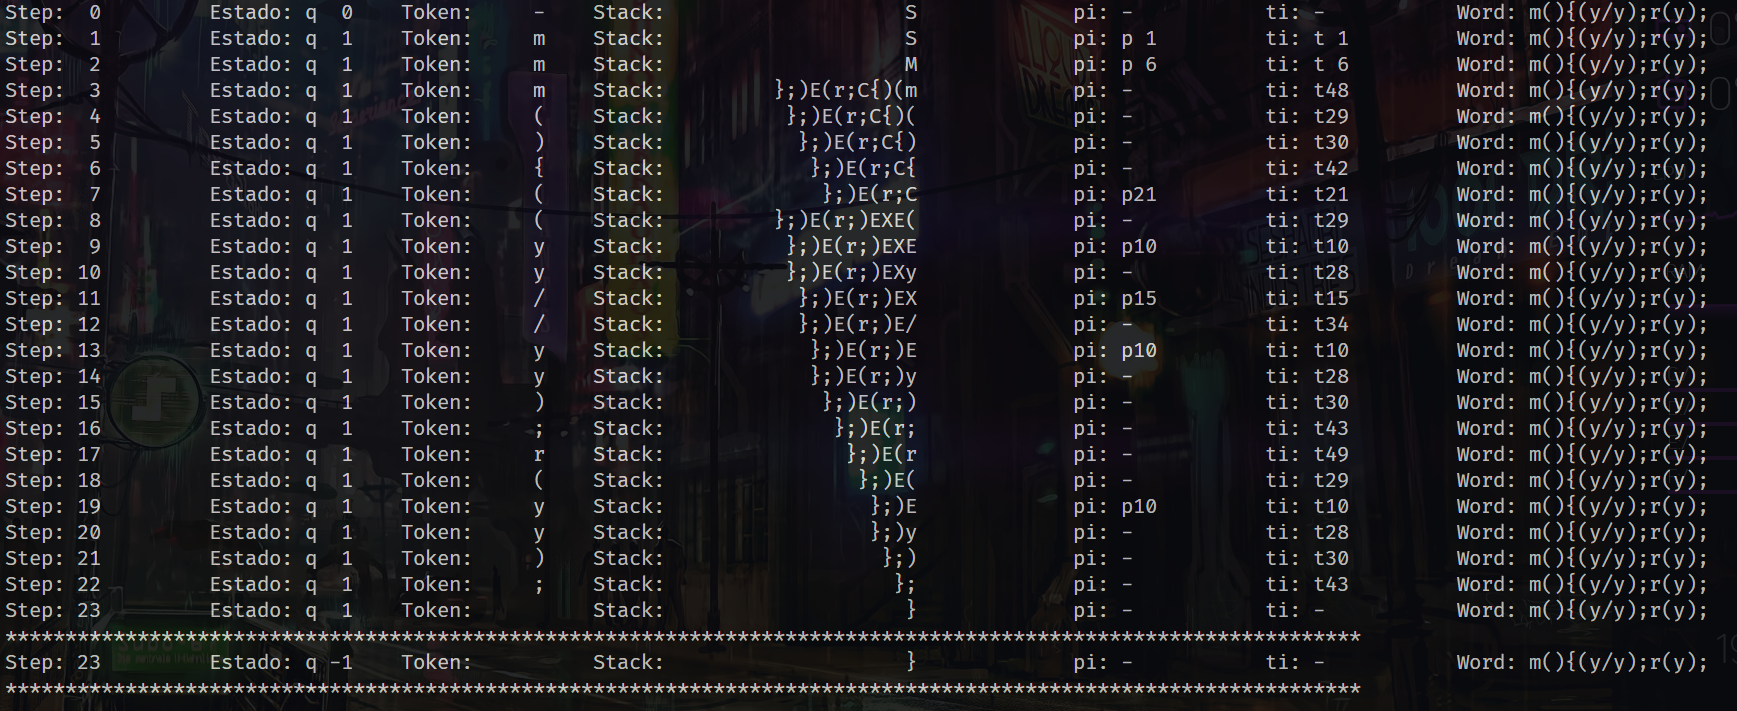 Step: 0 Estado: q 0 Token: - Stack: S pi: - ti: - Word: m(){(y/y);r(y);
Step: 1 Estado: q 1 Token: m Stack: S pi: p 1 ti: t 1 Word: m(){(y/y);r(y);
Step: 2 Estado: q 1 Token: m Stack: M pi: p 6 ti: t 6 Word: m(){(y/y);r(y);
Step: 3 Estado: q 1 Token: m Stack: };)E(r;C{)(m pi: - ti: t48 Word: m(){(y/y);r(y);
Step: 4 Estado: q 1 Token: ( Stack: };)E(r;C{)( pi: - ti: t29 Word: m(){(y/y);r(y);
Step: 5 Estado: q 1 Token: ) Stack: };)E(r;C{) pi: - ti: t30 Word: m(){(y/y);r(y);
Step: 6 Estado: q 1 Token: { Stack: };)E(r;C{ pi: - ti: t42 Word: m(){(y/y);r(y);
Step: 7 Estado: q 1 Token: ( Stack: };)E(r;C pi: p21 ti: t21 Word: m(){(y/y);r(y);
Step: 8 Estado: q 1 Token: ( Stack: };)E(r;)EXE( pi: - ti: t29 Word: m(){(y/y);r(y);
Step: 9 Estado: q 1 Token: y Stack: };)E(r;)EXE pi: p10 ti: t10 Word: m(){(y/y);r(y);
Step: 10 Estado: q 1 Token: y Stack: };)E(r;)EXy pi: - ti: t28 Word: m(){(y/y);r(y);
Step: 11 Estado: q 1 Token: / Stack: };)E(r;)EX pi: p15 ti: t15 Word: m(){(y/y);r(y);
Step: 12 Estado: q 1 Token: / Stack: };)E(r;)E/ pi: - ti: t34 Word: m(){(y/y);r(y);
Step: 13 Estado: q 1 Token: y Stack: };)E(r;)E pi: p10 ti: t10 Word: m(){(y/y);r(y);
Step: 14 Estado: q 1 Token: y Stack: };)E(r;)y pi: - ti: t28 Word: m(){(y/y);r(y);
Step: 15 Estado: q 1 Token: ) Stack: };)E(r;) pi: - ti: t30 Word: m(){(y/y);r(y);
Step: 16 Estado: q 1 Token: ; Stack: };)E(r; pi: - ti: t43 Word: m(){(y/y);r(y);
Step: 17 Estado: q 1 Token: r Stack: };)E(r pi: - ti: t49 Word: m(){(y/y);r(y);
Step: 18 Estado: q 1 Token: ( Stack: };)E( pi: - ti: t29 Word: m(){(y/y);r(y);
Step: 19 Estado: q 1 Token: y Stack: };)E pi: p10 ti: t10 Word: m(){(y/y);r(y);
Step: 20 Estado: q 1 Token: y Stack: };)y pi: - ti: t28 Word: m(){(y/y);r(y);
Step: 21 Estado: q 1 Token: ) Stack: };) pi: - ti: t30 Word: m(){(y/y);r(y);
Step: 22 Estado: q 1 Token: ; Stack: }; pi: - ti: t43 Word: m(){(y/y);r(y);
Step: 23 Estado: q 1 Token: Stack: } pi: - ti: - Word: m(){(y/y);r(y);
*****************************************************************************************************************
Step: 23 Estado: q -1 Token: Stack: } pi: - ti: - Word: m(){(y/y);r(y);
*****************************************************************************************************************